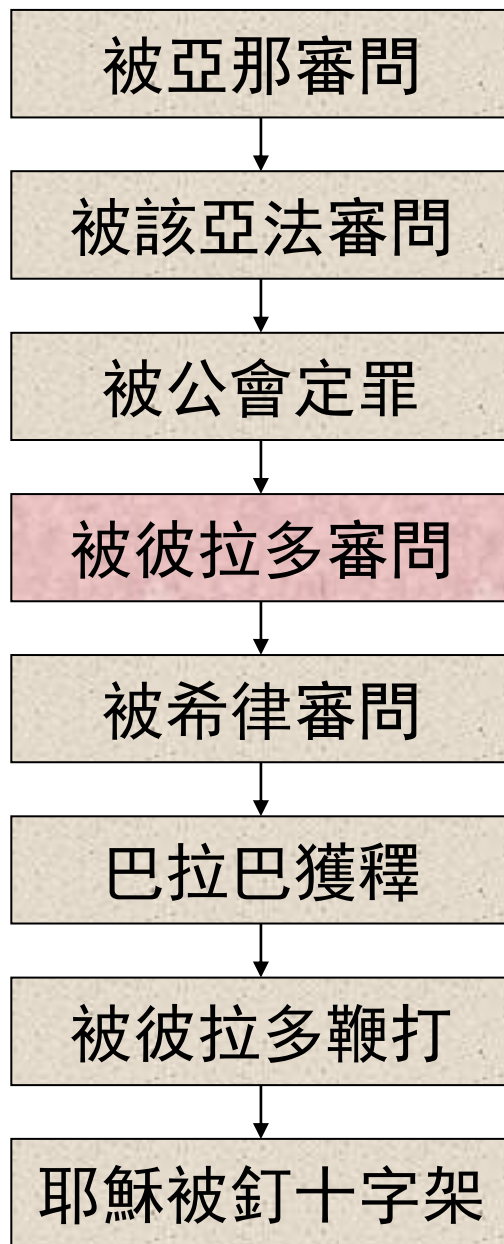 被亞那審問
被該亞法審問
被公會定罪
被彼拉多審問
被希律審問
巴拉巴獲釋
被彼拉多鞭打
耶穌被釘十字架